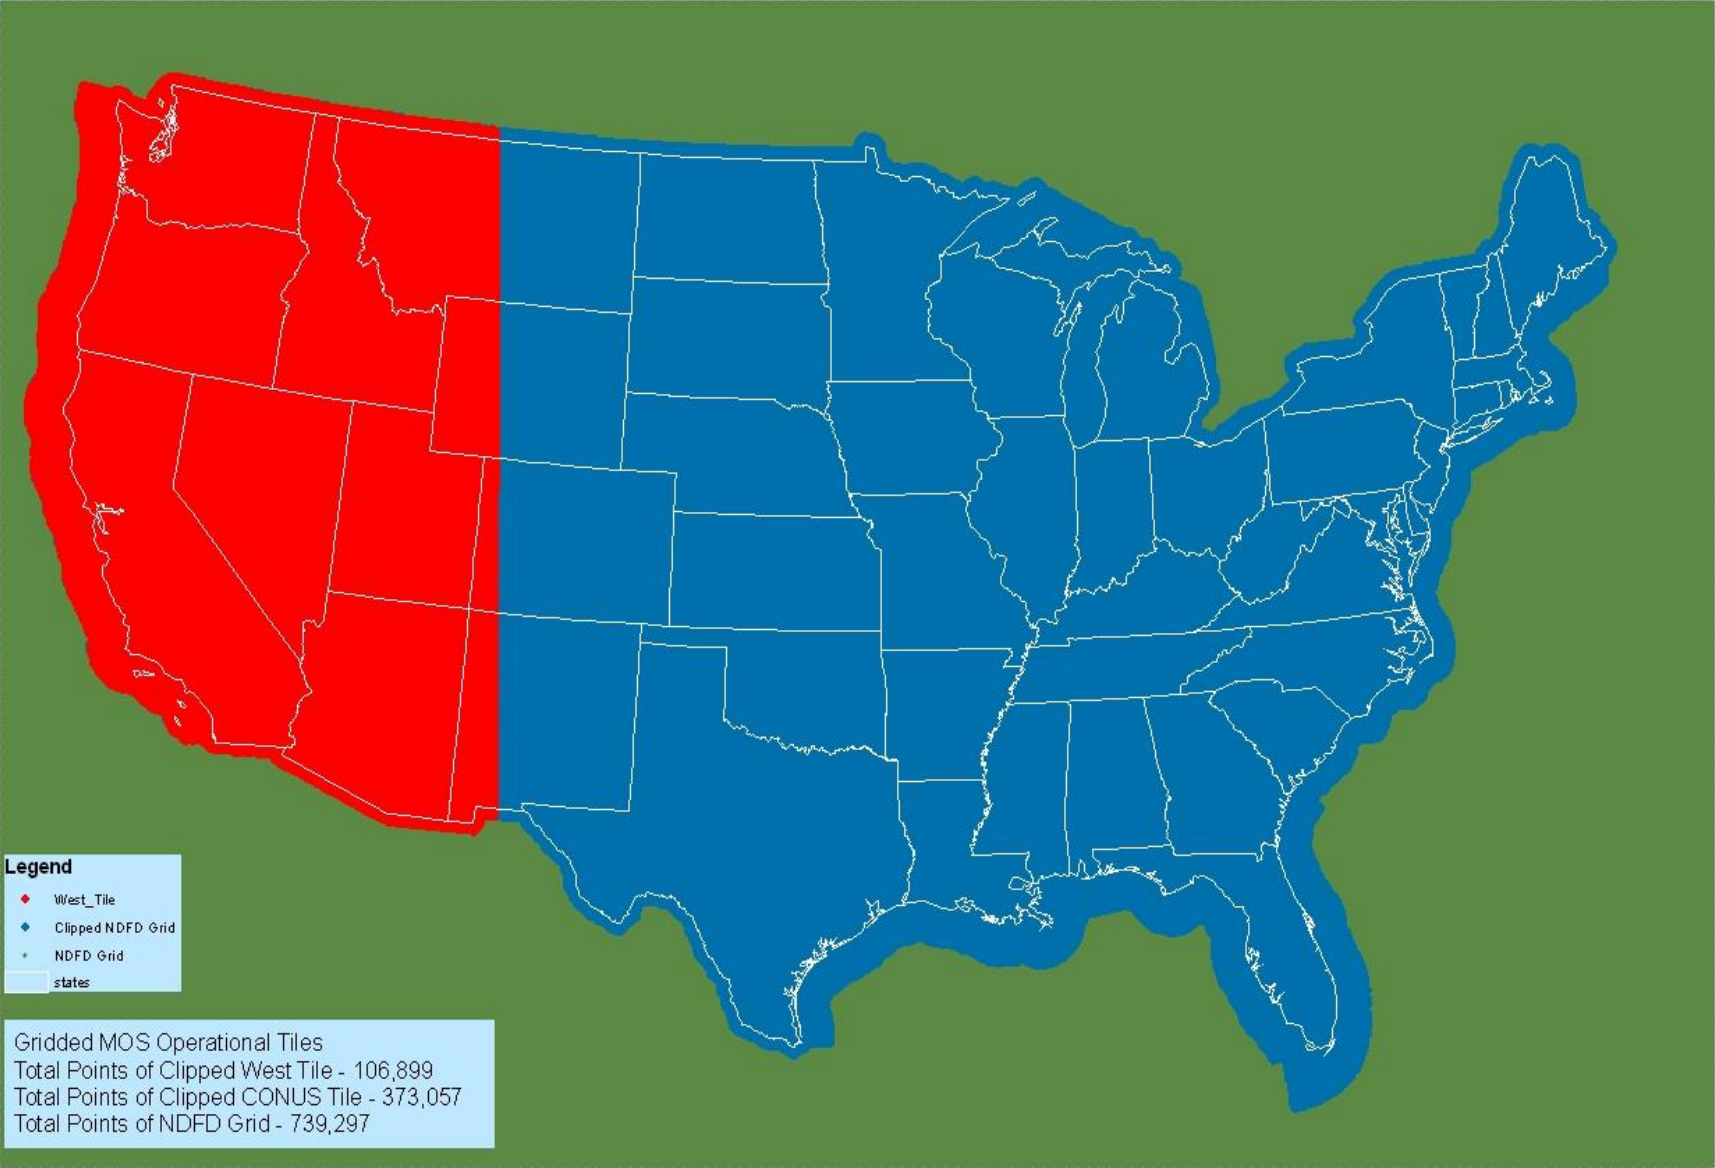 Legend
West_Tile
Clipped NDFD Grid
NDFD Grid
states
Gridded MOS Operational Tiles
Total Points of Clipped West Tile - 106,899
Total Points of Clipped CONUS Tile - 373,057
Total Points of NDFD Grid - 739,297